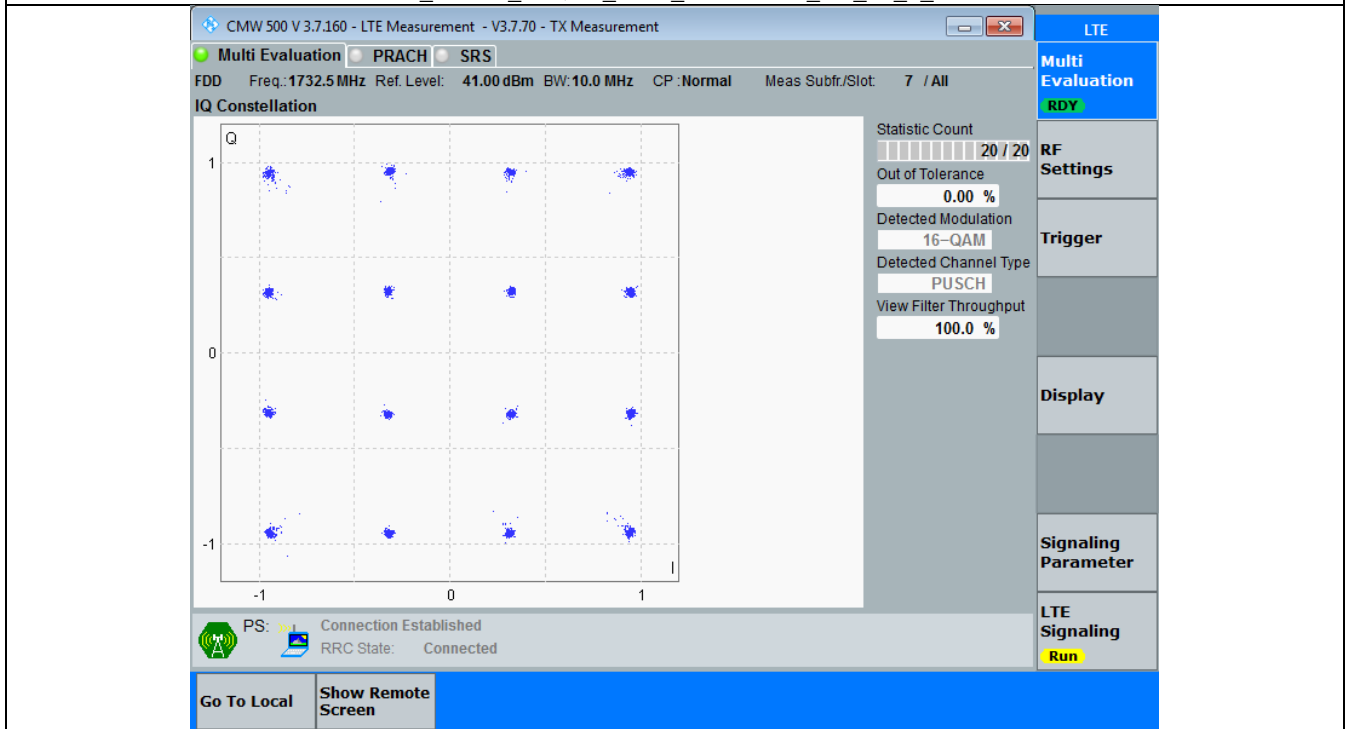 CMW 500 V 3.7.160 - LTE Measurement - V3.7.70 - TX Measurement
LTE
Multi Evaluation PRACH SRS
FDD Freq.: 1732.5 MHz Ref. Level: 41.00 dBm BW: 10.0 MHz CP : Normal Meas Subfr./Slot: 7 / All
IQ Constellation
Q
1
0
-1
I
-1 0 1
Statistic Count
20 / 20
Out of Tolerance
0.00 %
Detected Modulation
16-QAM
Detected Channel Type
PUSCH
View Filter Throughput
100.0 %
Multi
Evaluation
RDY
RF
Settings
Trigger
Display
Signaling
Parameter
LTE
Signaling
Run
PS: Connection Established
RRC State: Connected
Go To Local
Show Remote
Screen